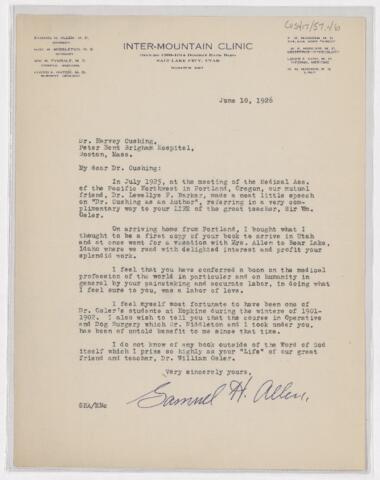 Cush/17/57.46
INTER-MOUNTAIN CLINIC
SALT LAKE CITY, UTAH
SAMUEL H. ALLEN, M. D.
June 10, 1926
Dr. Harvey Cushing,
Peter Bent Brigham Hospital,
Boston, Mass.
My dear Dr. Cushing:
In July 1925, at the meeting of the Medical Ass.
of the Pacific Northwest in Portland, Oregon, our mutual
friend, Dr. Lewellys F. Barker, made a neat little speech
on "Dr. Cushing as an Author", referring in a very com-
plimentary way to your LIFE of the great teacher, Sir Wm.
Osler.
On arriving home from Portland, I bought what I
thought to be a first copy of your book to arrive in Utah
and at once went for a vacation with Mrs. Allen to Bear Lake,
Idaho where we read with delighted interest and profit your
splendid work.
I feel that you have conferred a boon on the medical
profession of the world in particular and on humanity in
general by your painstaking and accurate labor, in doing what
I feel sure to you, was a labor of love.
I feel myself most fortunate to have been one of
Dr. Osler's students at Hopkins during the winters of 1901-
1902. I also wish to tell you that the course in Operative
and Dog Surgery which Dr. Middleton and I took under you,
has been of untold benefit to me since that time.
I do not know of any book outside of the Word of God
itself which I prize so highly as your "Life" of our great
friend and teacher, Dr. William Osler.
Very sincerely yours,
Samuel H. Allen.